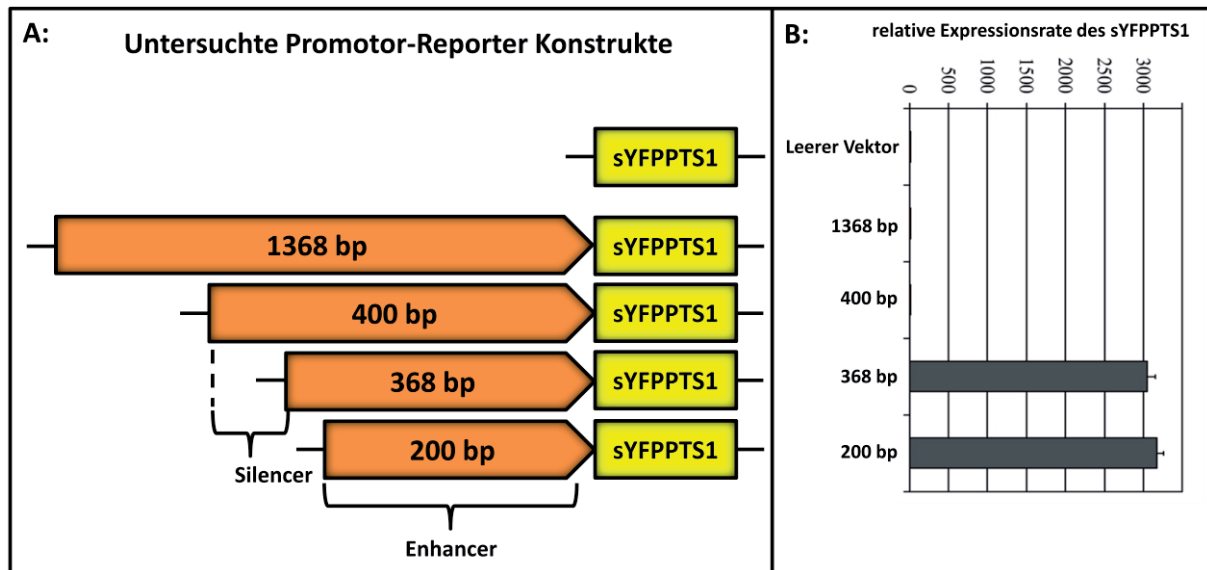 A:
Untersuchte Promotor-Reporter Konstrukte
sYFPPTS1
1368 bp
sYFPPTS1
400 bp
sYFPPTS1
368 bp
sYFPPTS1
200 bp
sYFPPTS1
Silencer
Enhancer
B:
relative Expressionsrate des sYFPPTS1
0
500
1000
1500
2000
2500
3000
Leerer Vektor
1368 bp
400 bp
368 bp
200 bp